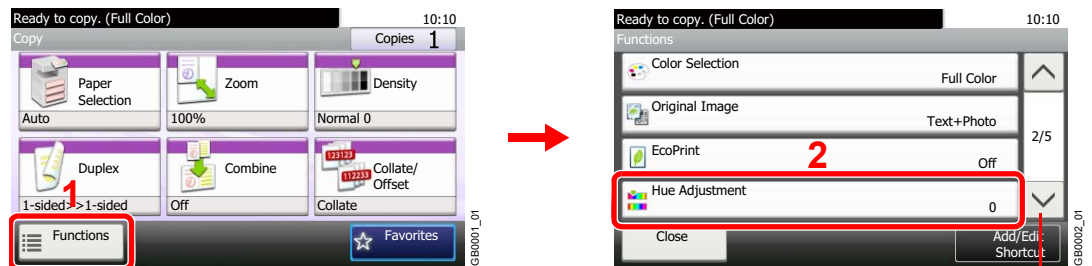 Ready to copy. (Full Color) 10:10
Copy Copies 1
Paper Selection
Auto
Zoom
100%
Density
Normal 0
Duplex
1-sided>>1-sided
Combine
Off
Collate/
Offset
Collate
1
Functions
Favorites
GB0001_01
Ready to copy. (Full Color) 10:10
Functions
Color Selection
Full Color
Original Image
Text+Photo
2/5
EcoPrint
Off
2
Hue Adjustment
0
Close
Add/Edit
Shortcut
GB0002_01